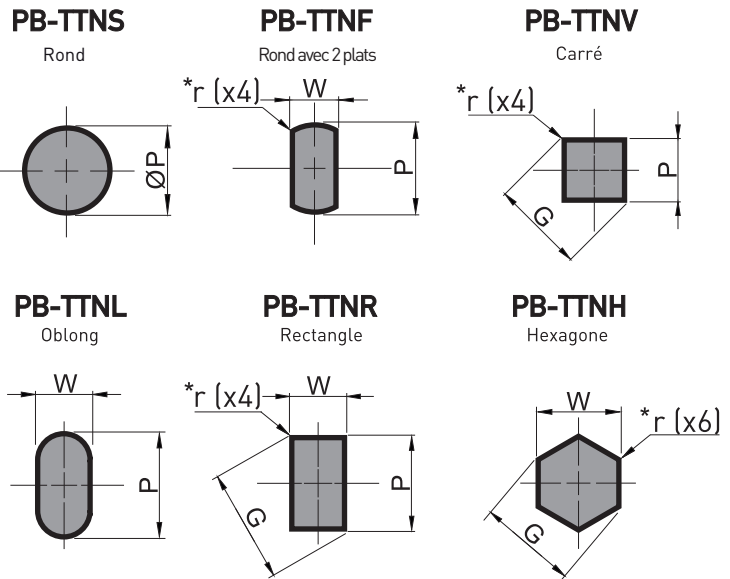 PB-TTNS
Rond
ØP
PB-TTNF
Rond avec 2 plats
*r (x4)
W
P
PB-TTNV
Carré
*r (x4)
P
G
PB-TTNL
Oblong
W
P
PB-TTNR
Rectangle
*r (x4)
W
P
G
PB-TTNH
Hexagone
W
*r (x6)
G